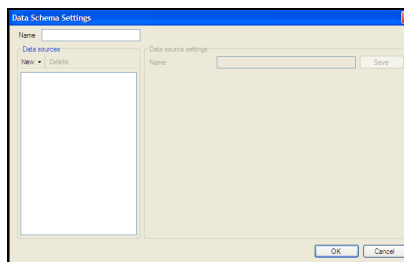 Data Schema Settings
Name
Data sources
New Delete
Data source settings
Name Save
OK Cancel